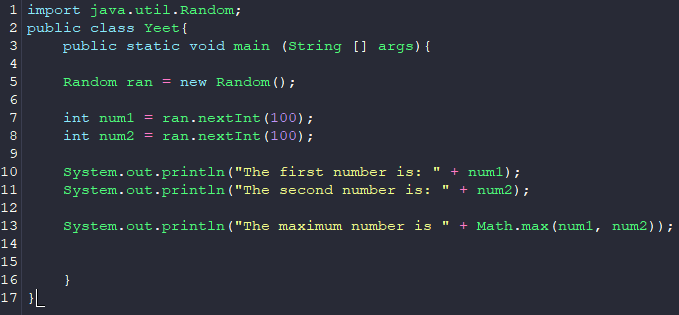 1 import java.util.Random;
2 public class Yeet{
3     public static void main (String [] args){
4
5     Random ran = new Random();
6
7     int num1 = ran.nextInt(100);
8     int num2 = ran.nextInt(100);
9
10     System.out.println("The first number is: " + num1);
11     System.out.println("The second number is: " + num2);
12
13     System.out.println("The maximum number is " + Math.max(num1, num2));
14
15
16     }
17 }